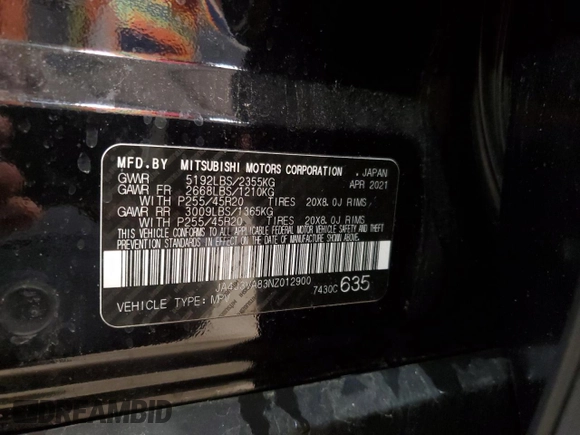 MFD.BY MITSUBISHI MOTORS CORPORATION . JAPAN
GVWR 5192LBS/2355KG APR 2021
GAWR FR 2668LBS/1210KG
WITH P255/45R20 TIRES 20X8.0J RIMS
GAWR RR 3009LBS/1365KG
WITH P255/45R20 TIRES 20X8.0J RIMS
THIS VEHICLE CONFORMS TO ALL APPLICABLE FEDERAL MOTOR VEHICLE SAFETY, BUMPER, AND THEFT
PREVENTION STANDARDS IN EFFECT ON THE DATE OF MANUFACTURE SHOWN ABOVE.
JA4J3VA83NZ012900
7430C 635
VEHICLE TYPE: MPV
DREAMBID